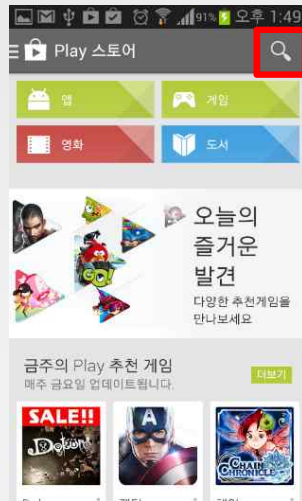 91% 오후 1:49
Play 스토어
앱
게임
영화
도서
오늘의
즐거운
발견
다양한 추천게임을
만나보세요
금주의 Play 추천 게임
매주 금요일 업데이트됩니다.
더보기
SALE!!
GO!
A
CHAIN
CHRONICLE